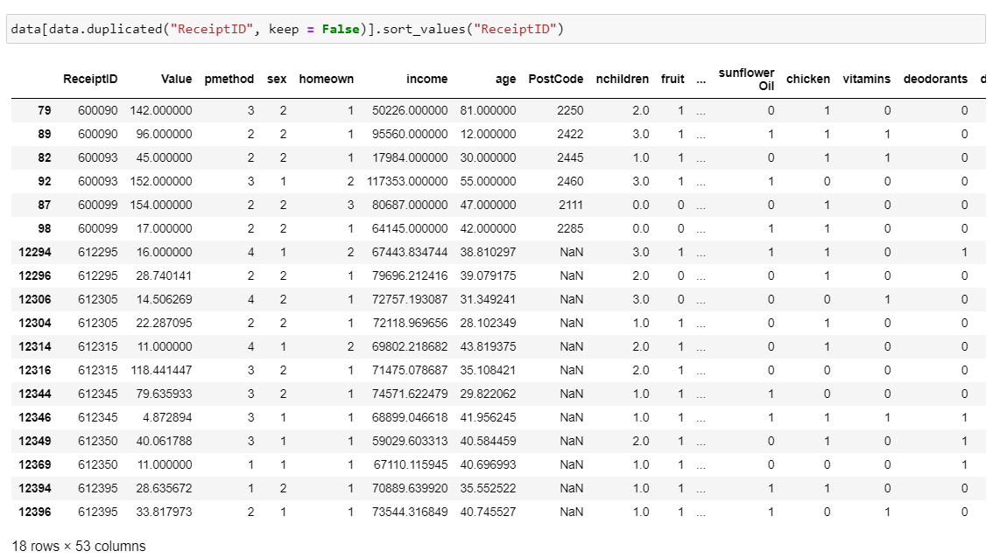 data[data.duplicated("ReceiptID", keep = False)].sort_values("ReceiptID")
ReceiptID Value pmethod sex homeown income age PostCode nchildren fruit ... sunflower Oil chicken vitamins deodorants d
79 600090 142.000000 3 2 1 50226.000000 81.000000 2250 2.0 1 ... 0 1 0 0
89 600090 96.000000 2 2 1 95560.000000 12.000000 2422 3.0 1 ... 1 1 1 0
82 600093 45.000000 2 2 1 17984.000000 30.000000 2445 1.0 1 ... 0 1 1 0
92 600093 152.000000 3 1 2 117353.000000 55.000000 2460 3.0 1 ... 1 0 0 0
87 600099 154.000000 2 2 3 80687.000000 47.000000 2111 0.0 0 ... 0 1 0 0
98 600099 17.000000 2 2 1 64145.000000 42.000000 2285 0.0 0 ... 1 1 0 0
12294 612295 16.000000 4 1 2 67443.834744 38.810297 NaN 3.0 1 ... 1 1 0 1
12296 612295 28.740141 2 2 1 79696.212416 39.079175 NaN 2.0 0 ... 0 1 0 0
12306 612305 14.506269 4 2 1 72757.193087 31.349241 NaN 3.0 0 ... 0 0 1 0
12304 612305 22.287095 2 2 1 72118.969656 28.102349 NaN 1.0 1 ... 0 1 0 0
12314 612315 11.000000 4 1 2 69802.218682 43.819375 NaN 2.0 1 ... 0 1 0 0
12316 612315 118.441447 3 2 1 71475.078687 35.108421 NaN 2.0 1 ... 0 0 0 0
12344 612345 79.635933 3 2 1 74571.622479 29.822062 NaN 1.0 1 ... 1 0 0 0
12346 612345 4.872894 3 1 1 68899.046618 41.956245 NaN 1.0 1 ... 1 1 1 1
12349 612350 40.061788 3 1 1 59029.603313 40.584459 NaN 2.0 1 ... 0 1 0 1
12369 612350 11.000000 1 1 1 67110.115945 40.696993 NaN 1.0 1 ... 0 0 0 1
12394 612395 28.635672 1 2 1 70889.639920 35.552522 NaN 1.0 1 ... 1 1 0 0
12396 612395 33.817973 2 1 1 73544.316849 40.745527 NaN 1.0 1 ... 1 0 1 0
18 rows × 53 columns